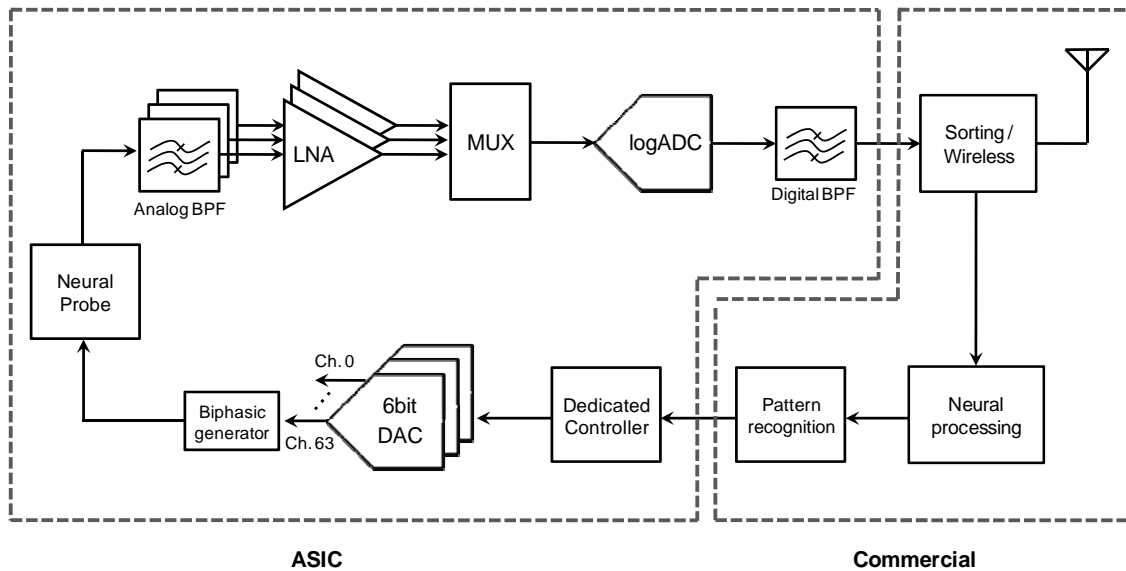 LNA
MUX
logADC
Sorting /
Wireless
Analog BPF
Digital BPF
Neural
Probe
Ch. 0
6bit
DAC
Ch. 63
Biphasic
generator
Dedicated
Controller
Pattern
recognition
Neural
processing
ASIC
Commercial